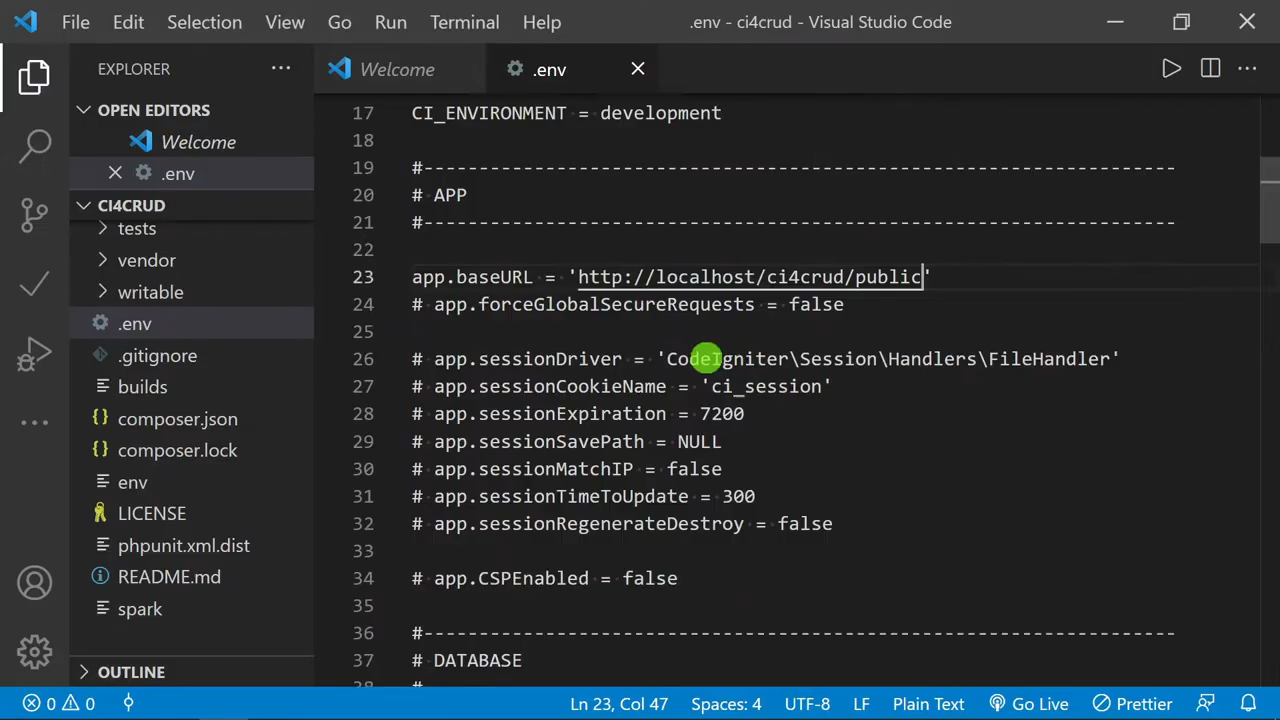 File Edit Selection View Go Run Terminal Help .env - ci4crud - Visual Studio Code
EXPLORER
Welcome
.env
OPEN EDITORS
Welcome
.env
CI4CRUD
tests
vendor
writable
.env
.gitignore
builds
composer.json
composer.lock
env
LICENSE
phpunit.xml.dist
README.md
spark
OUTLINE
17 CI_ENVIRONMENT = development
18
19 #---------------------------------------------------------------------
20 # APP
21 #---------------------------------------------------------------------
22
23 app.baseURL = 'http://localhost/ci4crud/public'
24 # app.forceGlobalSecureRequests = false
25
26 # app.sessionDriver = 'CodeIgniter\Session\Handlers\FileHandler'
27 # app.sessionCookieName = 'ci_session'
28 # app.sessionExpiration = 7200
29 # app.sessionSavePath = NULL
30 # app.sessionMatchIP = false
31 # app.sessionTimeToUpdate = 300
32 # app.sessionRegenerateDestroy = false
33
34 # app.CSPEnabled = false
35
36 #---------------------------------------------------------------------
37 # DATABASE
0 0 Ln 23, Col 47 Spaces: 4 UTF-8 LF Plain Text Go Live Prettier